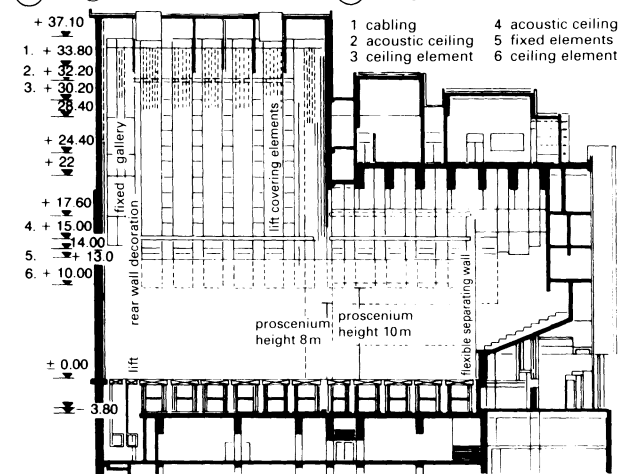 + 37.10
1. + 33.80
2. + 32.20
3. + 30.20
28.40
+ 24.40
+ 22
+ 17.60
4. + 15.00
14.00
5. + 13.0
6. + 10.00
± 0.00
- 3.80
1 cabling
2 acoustic ceiling
3 ceiling element
4 acoustic ceiling
5 fixed elements
6 ceiling element
fixed gallery
rear wall decoration
lift
lift covering elements
proscenium
height 8m
proscenium
height 10m
flexible separating wall